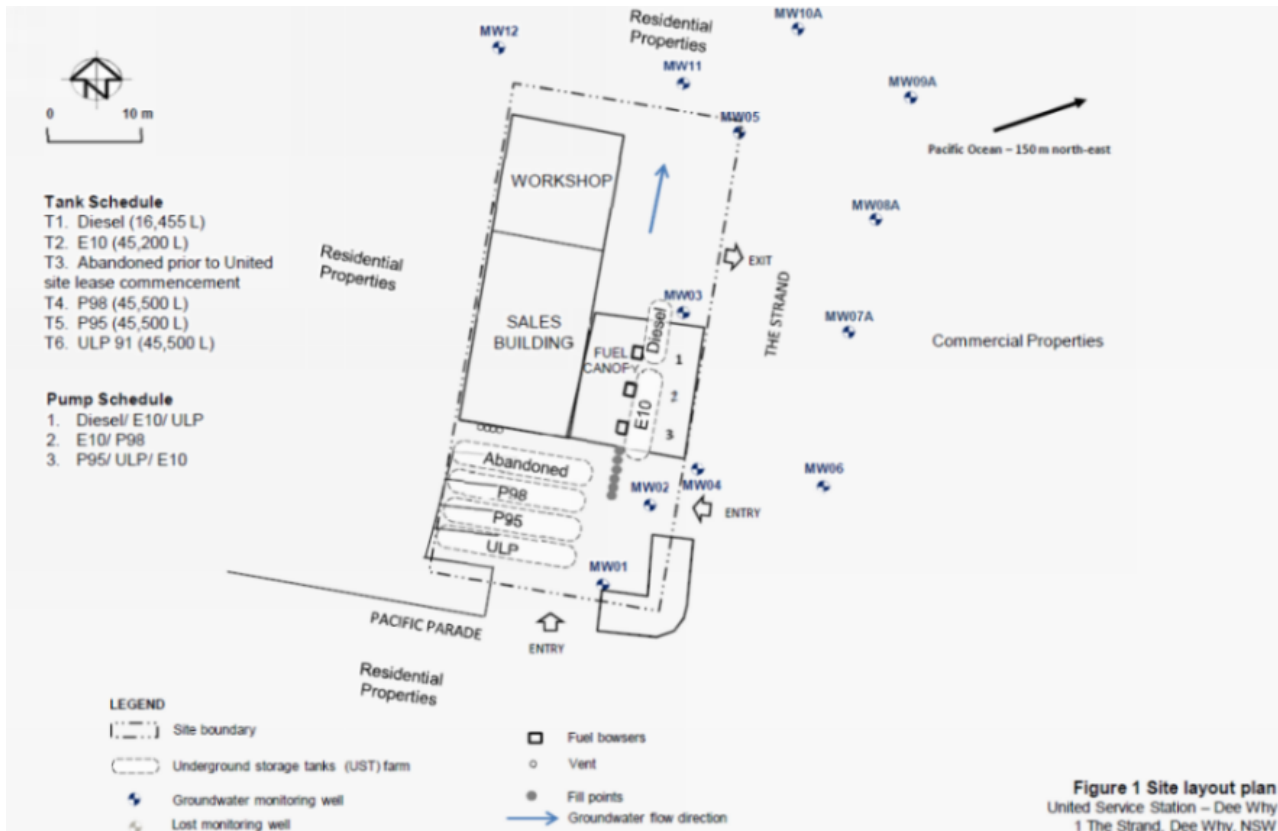 MW10A
Residential
Properties
MW12
MW11
MW09A
N
0 10 m
MW05
Pacific Ocean – 150 m north-east
WORKSHOP
Tank Schedule
T1. Diesel (16,455 L)
T2. E10 (45,200 L)
T3. Abandoned prior to United
site lease commencement
T4. P98 (45,500 L)
T5. P95 (45,500 L)
T6. ULP 91 (45,500 L)
MW08A
Residential
Properties
EXIT
THE STRAND
MW03
SALES
BUILDING
Diesel
MW07A
Commercial Properties
FUEL
CANOPY
1
2
E10
3
Pump Schedule
1. Diesel/ E10/ ULP
2. E10/ P98
3. P95/ ULP/ E10
Abandoned
P98
P95
ULP
MW02
MW04
MW06
ENTRY
MW01
PACIFIC PARADE
ENTRY
Residential
Properties
LEGEND
Site boundary
Underground storage tanks (UST) farm
Groundwater monitoring well
Lost monitoring well
Fuel bowsers
Vent
Fill points
Groundwater flow direction
Figure 1 Site layout plan
United Service Station – Dee Why
1 The Strand, Dee Why, NSW